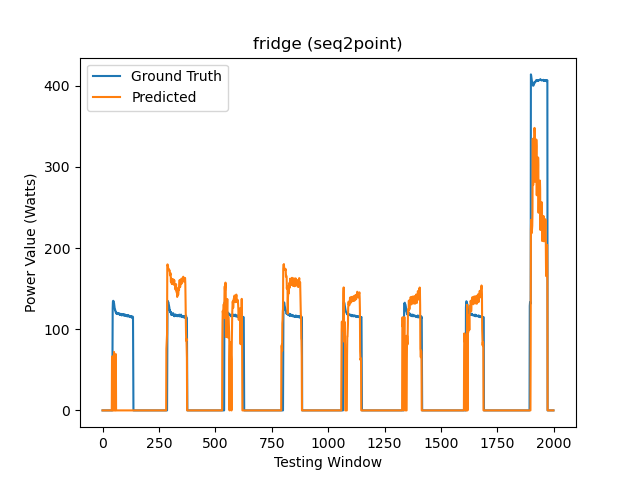 fridge (seq2point)
Ground Truth
Predicted
Power Value (Watts)
400
300
200
100
0
0
250
500
750
1000
1250
1500
1750
2000
Testing Window